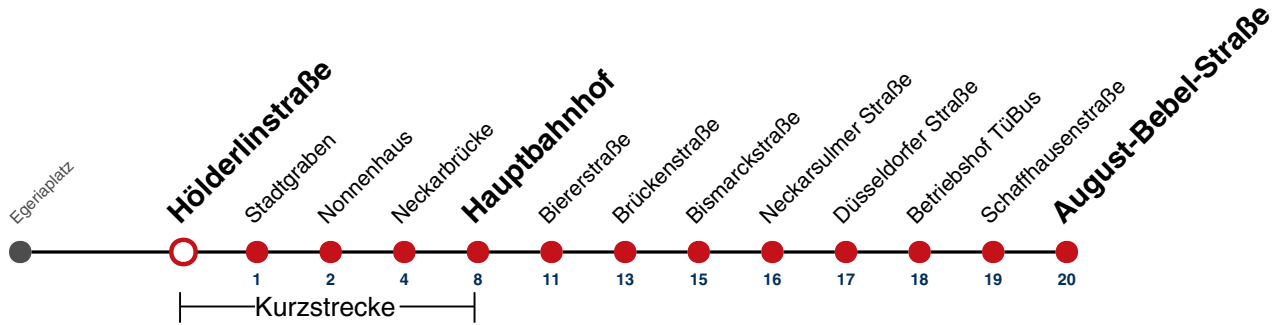 Egeriaplatz
Hölderlinstraße
Stadtgraben
Nonnenhaus
Neckarbrücke
Hauptbahnhof
Biererstraße
Brückenstraße
Bismarckstraße
Neckarsulmer Straße
Düsseldorfer Straße
Betriebshof TüBus
Schaffhausenstraße
August-Bebel-Straße
1 2 4 8 11 13 15 16 17 18 19 20
Kurzstrecke